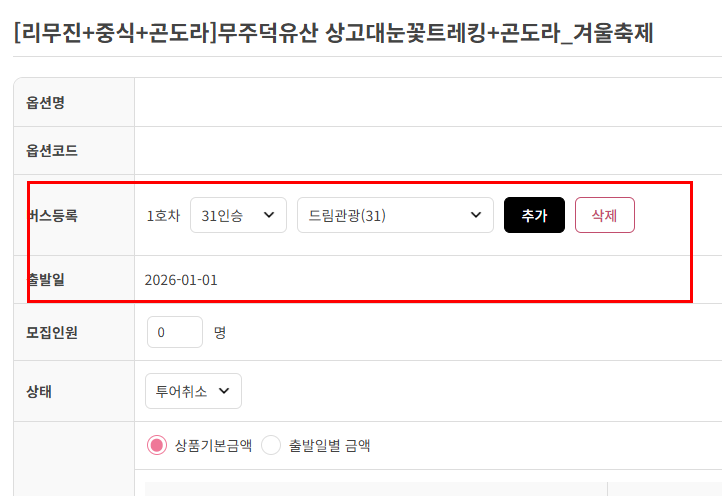 [리무진+중식+곤도라]무주덕유산 상고대눈꽃트레킹+곤도라_겨울축제
옵션명
옵션코드
버스등록 1호차 31인승 드림관광(31) 추가 삭제
출발일 2026-01-01
모집인원 0 명
상태 투어취소
상품기본금액 출발일별 금액